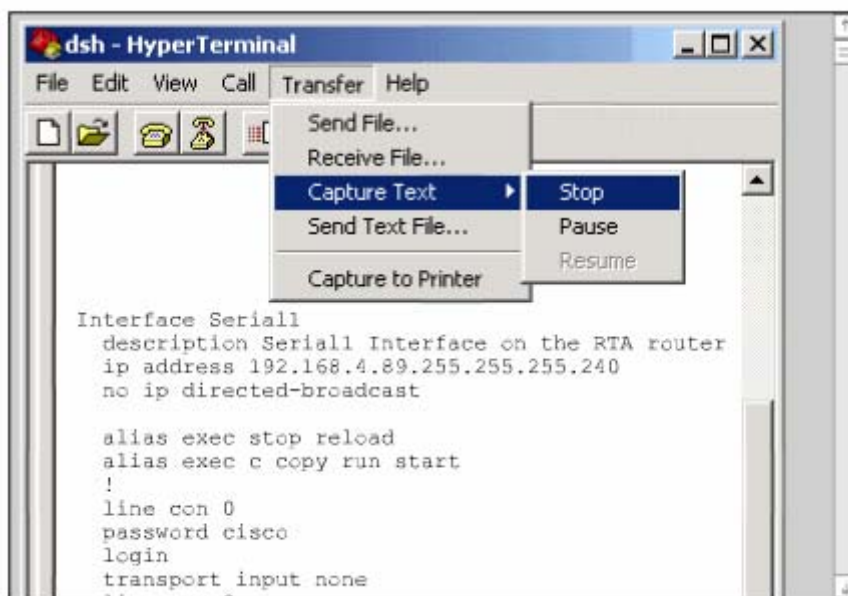 dsh - HyperTerminal
File Edit View Call Transfer Help
Send File...
Receive File...
Capture Text
Stop
Send Text File...
Pause
Resume
Capture to Printer
Interface Serial1
description Serial1 Interface on the RTA router
ip address 192.168.4.89.255.255.255.240
no ip directed-broadcast
alias exec stop reload
alias exec c copy run start
!
line con 0
password cisco
login
transport input none